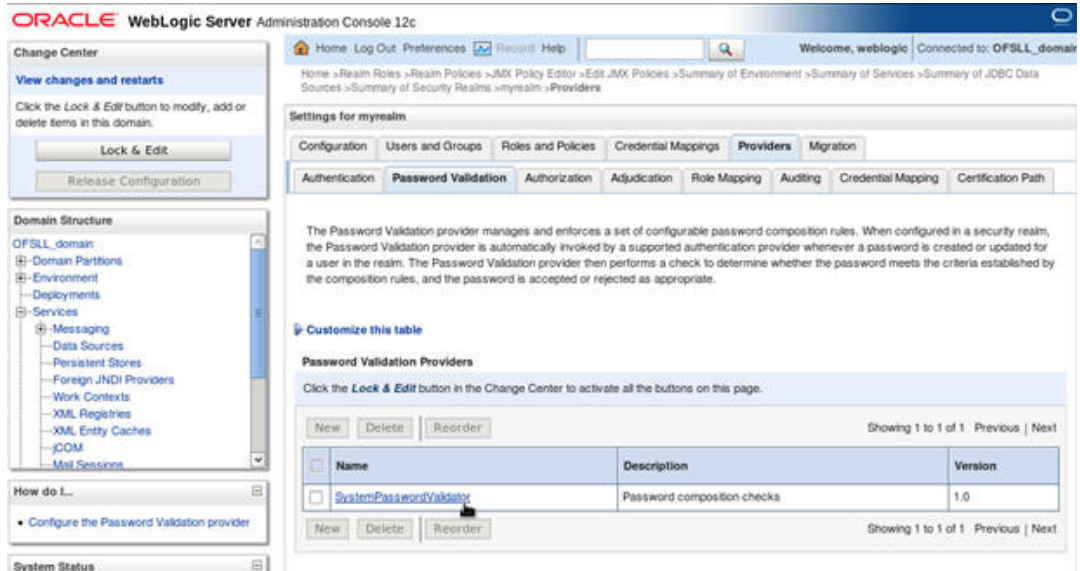 ORACLE WebLogic Server Administration Console 12c
Change Center
View changes and restarts
Click the Lock & Edit button to modify, add or
delete items in this domain.
Lock & Edit
Release Configuration
Domain Structure
OFSLL_domain
Domain Partitions
Environment
Deployments
Services
Messaging
Data Sources
Persistent Stores
Foreign JNDI Providers
Work Contexts
XML Registries
XML Entity Caches
jCOM
Mail Sessions
How do I...
Configure the Password Validation provider
System Status
Home Log Out Preferences Record Help
Welcome, weblogic Connected to: OFSLL_domain
Home >Realm Roles >Realm Policies >JMX Policy Editor >Edit JMX Policies >Summary of Environment >Summary of Services >Summary of JDBC Data
Sources >Summary of Security Realms >myrealm >Providers
Settings for myrealm
Configuration Users and Groups Roles and Policies Credential Mappings Providers Migration
Authentication Password Validation Authorization Adjudication Role Mapping Auditing Credential Mapping Certification Path
The Password Validation provider manages and enforces a set of configurable password composition rules. When configured in a security realm,
the Password Validation provider is automatically invoked by a supported authentication provider whenever a password is created or updated for
a user in the realm. The Password Validation provider then performs a check to determine whether the password meets the criteria established by
the composition rules, and the password is accepted or rejected as appropriate.
Customize this table
Password Validation Providers
Click the Lock & Edit button in the Change Center to activate all the buttons on this page.
New Delete Reorder Showing 1 to 1 of 1 Previous | Next
Name Description Version
SystemPasswordValidator Password composition checks 1.0
New Delete Reorder Showing 1 to 1 of 1 Previous | Next